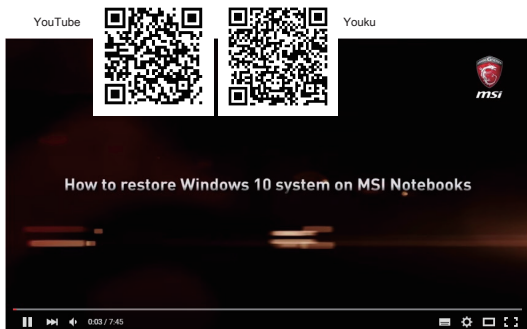 YouTube
Youku
msi
How to restore Windows 10 system on MSI Notebooks
0:03 / 7:45